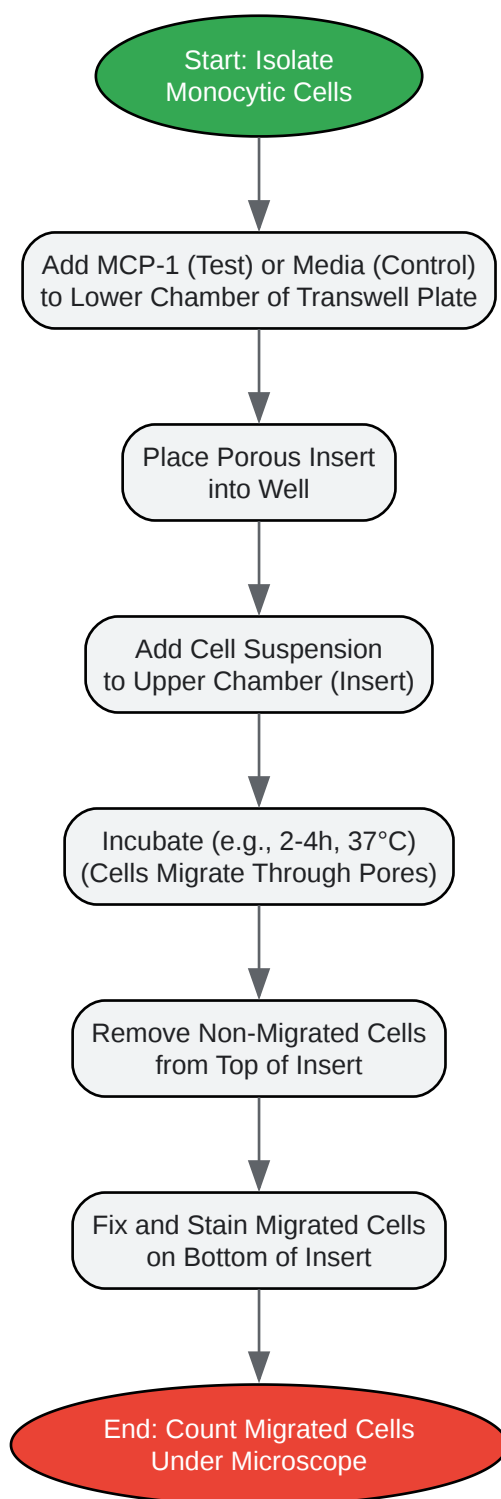 Start: Isolate
Monocytic Cells
Add MCP-1 (Test) or Media (Control)
to Lower Chamber of Transwell Plate
Place Porous Insert
into Well
Add Cell Suspension
to Upper Chamber (Insert)
Incubate (e.g., 2-4h, 37°C)
(Cells Migrate Through Pores)
Remove Non-Migrated Cells
from Top of Insert
Fix and Stain Migrated Cells
on Bottom of Insert
End: Count Migrated Cells
Under Microscope